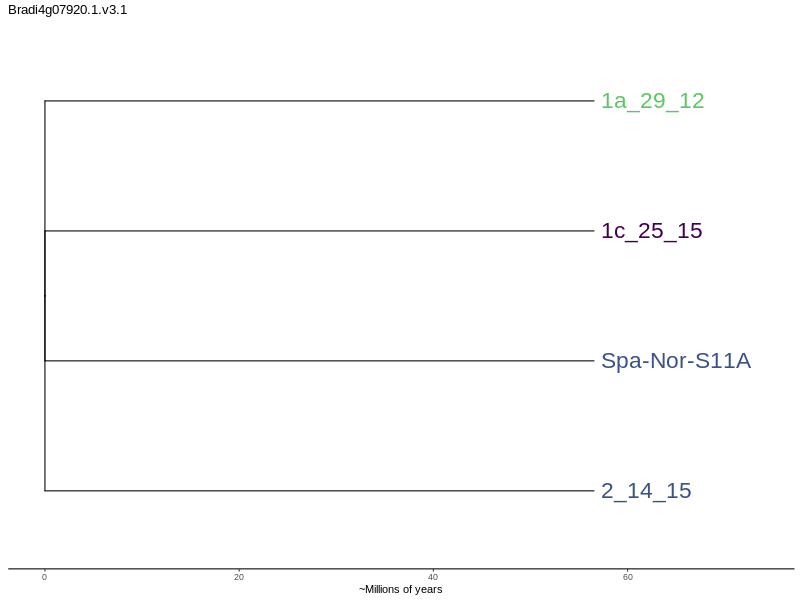 Bradi4g07920.1.v3.1
1a_29_12
1c_25_15
Spa-Nor-S11A
2_14_15
0 20 40 60
~Millions of years